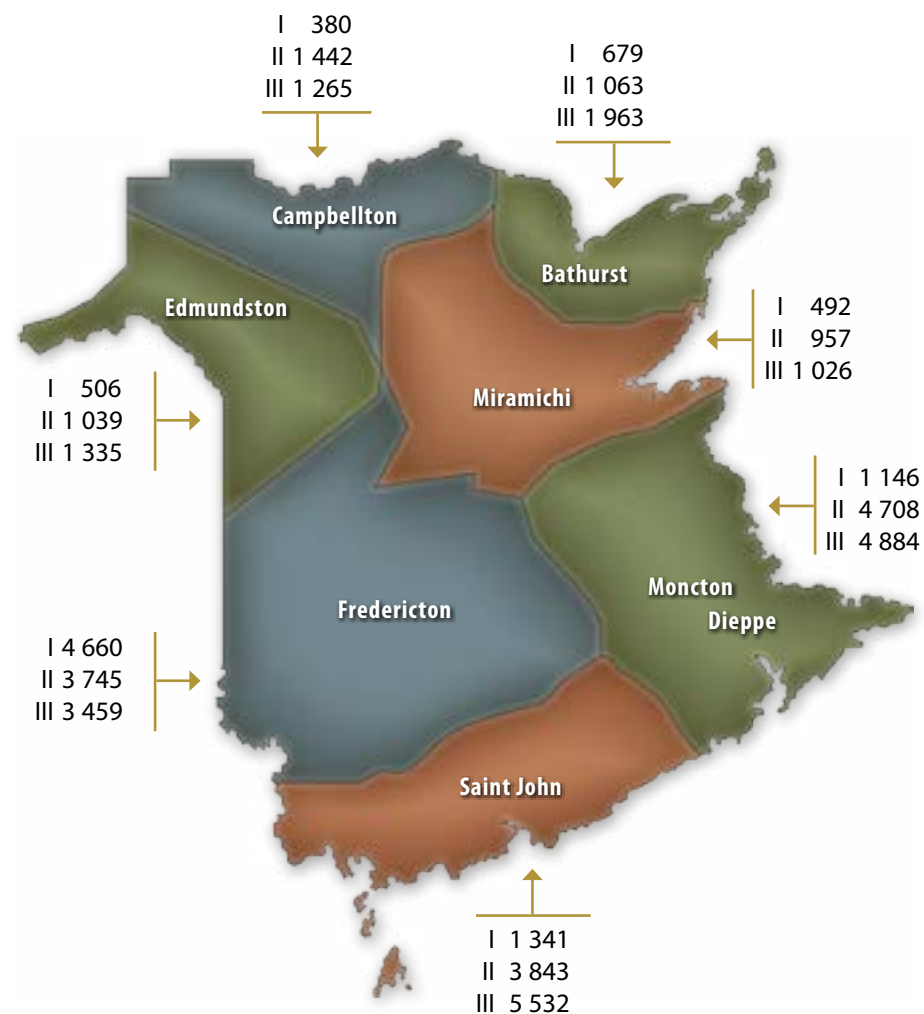 I 380
II 1 442
III 1 265
I 679
II 1 063
III 1 963
Campbellton
Bathurst
Edmundston
I 492
II 957
III 1 026
Miramichi
I 506
II 1 039
III 1 335
I 1 146
II 4 708
III 4 884
Moncton
Dieppe
Fredericton
I 4 660
II 3 745
III 3 459
Saint John
I 1 341
II 3 843
III 5 532